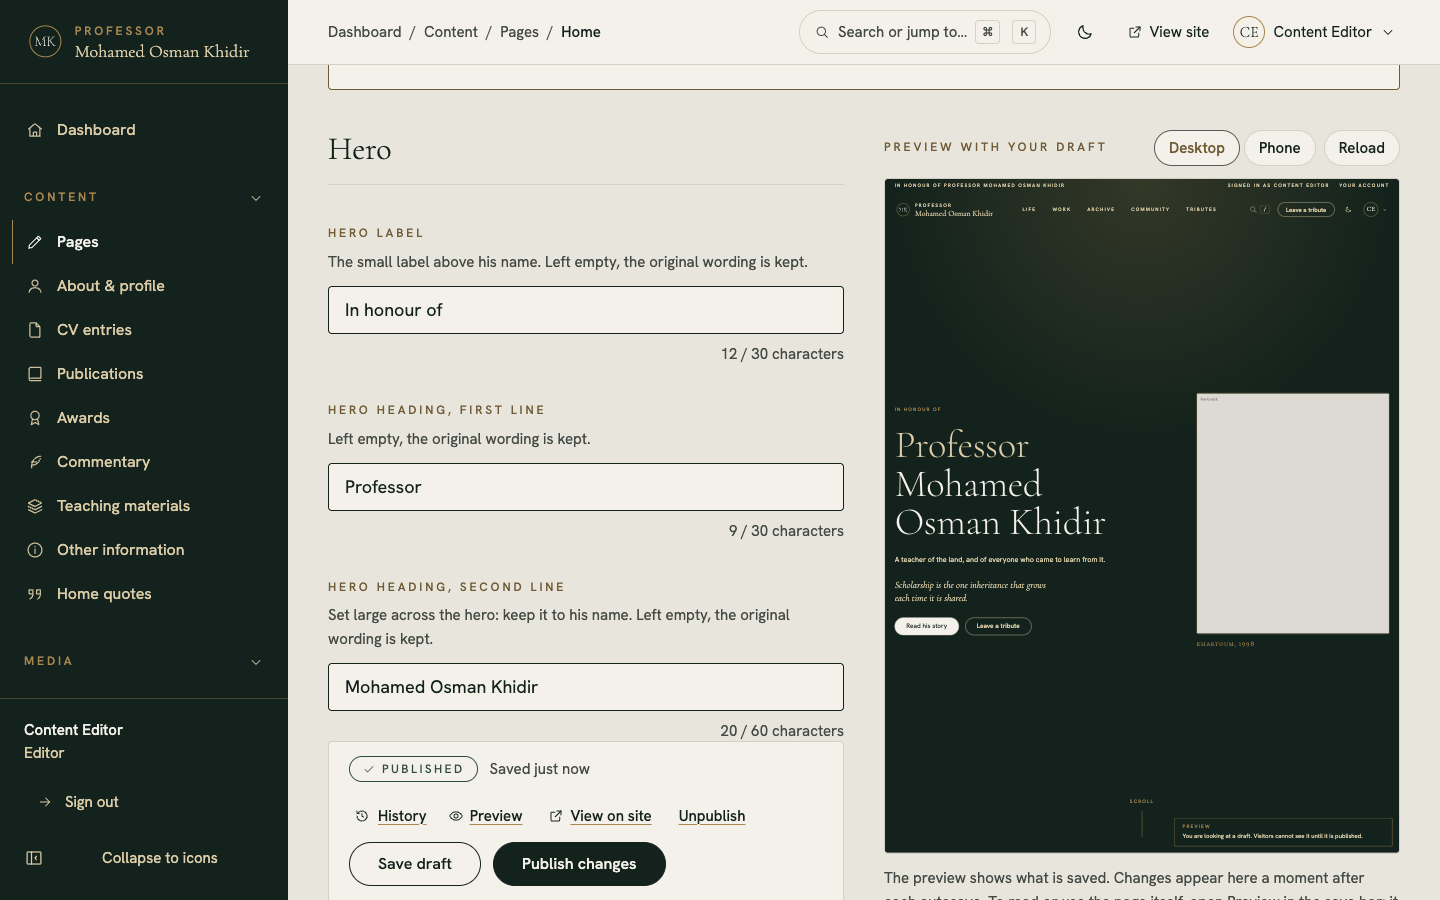 MK
PROFESSOR
Mohamed Osman Khidir
Dashboard
CONTENT
Pages
About & profile
CV entries
Publications
Awards
Commentary
Teaching materials
Other information
Home quotes
MEDIA
Content Editor
Editor
Sign out
Collapse to icons
Dashboard / Content / Pages / Home
Search or jump to... ⌘ K
View site
CE Content Editor
Hero
HERO LABEL
The small label above his name. Left empty, the original wording is kept.
In honour of
12 / 30 characters
HERO HEADING, FIRST LINE
Left empty, the original wording is kept.
Professor
9 / 30 characters
HERO HEADING, SECOND LINE
Set large across the hero: keep it to his name. Left empty, the original
wording is kept.
Mohamed Osman Khidir
20 / 60 characters
PUBLISHED Saved just now
History Preview View on site Unpublish
Save draft Publish changes
PREVIEW WITH YOUR DRAFT
Desktop Phone Reload
IN HONOUR OF PROFESSOR MOHAMED OSMAN KHIDIR
SIGNED IN AS CONTENT EDITOR YOUR ACCOUNT
MK
PROFESSOR
Mohamed Osman Khidir
LIFE WORK ARCHIVE COMMUNITY TRIBUTES
/ Leave a tribute CE
IN HONOUR OF
Professor
Mohamed
Osman Khidir
A teacher of the land, and of everyone who came to learn from it.
Scholarship is the one inheritance that grows
each time it is shared.
Read his story Leave a tribute
KHARTOUM, 1998
SCROLL
PREVIEW
You are looking at a draft. Visitors cannot see it until it is published.
The preview shows what is saved. Changes appear here a moment after